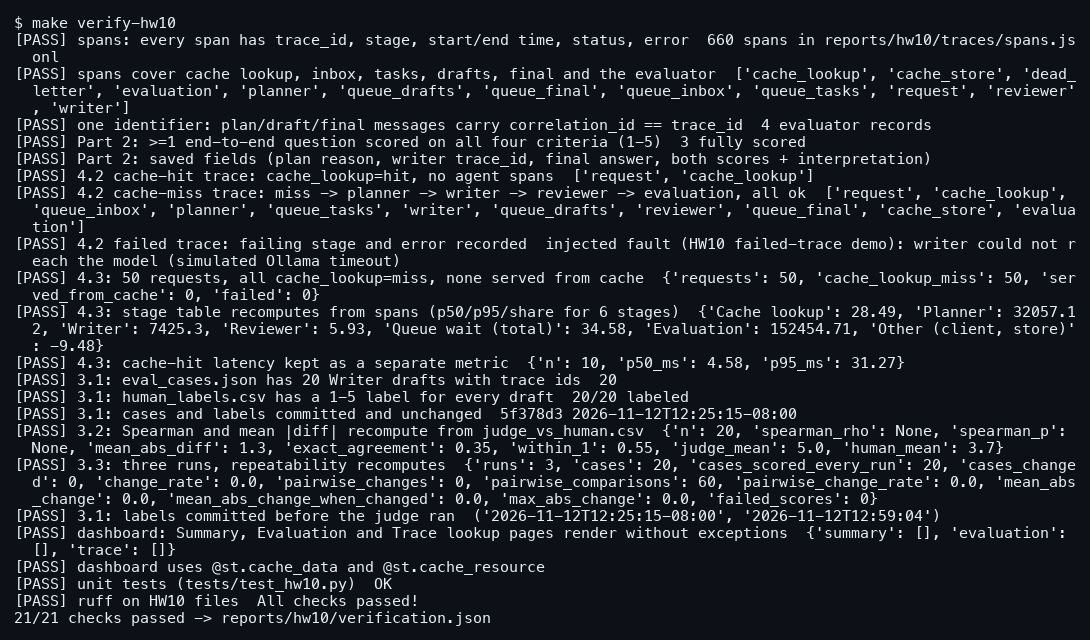 $ make verify-hw10
[PASS] spans: every span has trace_id, stage, start/end time, status, error  660 spans in reports/hw10/traces/spans.js
  onl
[PASS] spans cover cache lookup, inbox, tasks, drafts, final and the evaluator  ['cache_lookup', 'cache_store', 'dead_
  letter', 'evaluation', 'planner', 'queue_drafts', 'queue_final', 'queue_inbox', 'queue_tasks', 'request', 'reviewer'
  , 'writer']
[PASS] one identifier: plan/draft/final messages carry correlation_id == trace_id  4 evaluator records
[PASS] Part 2: >=1 end-to-end question scored on all four criteria (1-5)  3 fully scored
[PASS] Part 2: saved fields (plan reason, writer trace_id, final answer, both scores + interpretation)
[PASS] 4.2 cache-hit trace: cache_lookup=hit, no agent spans  ['request', 'cache_lookup']
[PASS] 4.2 cache-miss trace: miss -> planner -> writer -> reviewer -> evaluation, all ok  ['request', 'cache_lookup',
  'queue_inbox', 'planner', 'queue_tasks', 'writer', 'queue_drafts', 'reviewer', 'queue_final', 'cache_store', 'evalua
  tion']
[PASS] 4.2 failed trace: failing stage and error recorded  injected fault (HW10 failed-trace demo): writer could not r
  each the model (simulated Ollama timeout)
[PASS] 4.3: 50 requests, all cache_lookup=miss, none served from cache  {'requests': 50, 'cache_lookup_miss': 50, 'ser
  ved_from_cache': 0, 'failed': 0}
[PASS] 4.3: stage table recomputes from spans (p50/p95/share for 6 stages)  {'Cache lookup': 28.49, 'Planner': 32057.1
  2, 'Writer': 7425.3, 'Reviewer': 5.93, 'Queue wait (total)': 34.58, 'Evaluation': 152454.71, 'Other (client, store)'
  : -9.48}
[PASS] 4.3: cache-hit latency kept as a separate metric  {'n': 10, 'p50_ms': 4.58, 'p95_ms': 31.27}
[PASS] 3.1: eval_cases.json has 20 Writer drafts with trace ids  20
[PASS] 3.1: human_labels.csv has a 1-5 label for every draft  20/20 labeled
[PASS] 3.1: cases and labels committed and unchanged  5f378d3 2026-11-12T12:25:15-08:00
[PASS] 3.2: Spearman and mean |diff| recompute from judge_vs_human.csv  {'n': 20, 'spearman_rho': None, 'spearman_p':
  None, 'mean_abs_diff': 1.3, 'exact_agreement': 0.35, 'within_1': 0.55, 'judge_mean': 5.0, 'human_mean': 3.7}
[PASS] 3.3: three runs, repeatability recomputes  {'runs': 3, 'cases': 20, 'cases_scored_every_run': 20, 'cases_change
  d': 0, 'change_rate': 0.0, 'pairwise_changes': 0, 'pairwise_comparisons': 60, 'pairwise_change_rate': 0.0, 'mean_abs
  _change': 0.0, 'mean_abs_change_when_changed': 0.0, 'max_abs_change': 0.0, 'failed_scores': 0}
[PASS] 3.1: labels committed before the judge ran  ('2026-11-12T12:25:15-08:00', '2026-11-12T12:59:04')
[PASS] dashboard: Summary, Evaluation and Trace lookup pages render without exceptions  {'summary': [], 'evaluation':
  [], 'trace': []}
[PASS] dashboard uses @st.cache_data and @st.cache_resource
[PASS] unit tests (tests/test_hw10.py)  OK
[PASS] ruff on HW10 files  All checks passed!
21/21 checks passed -> reports/hw10/verification.json